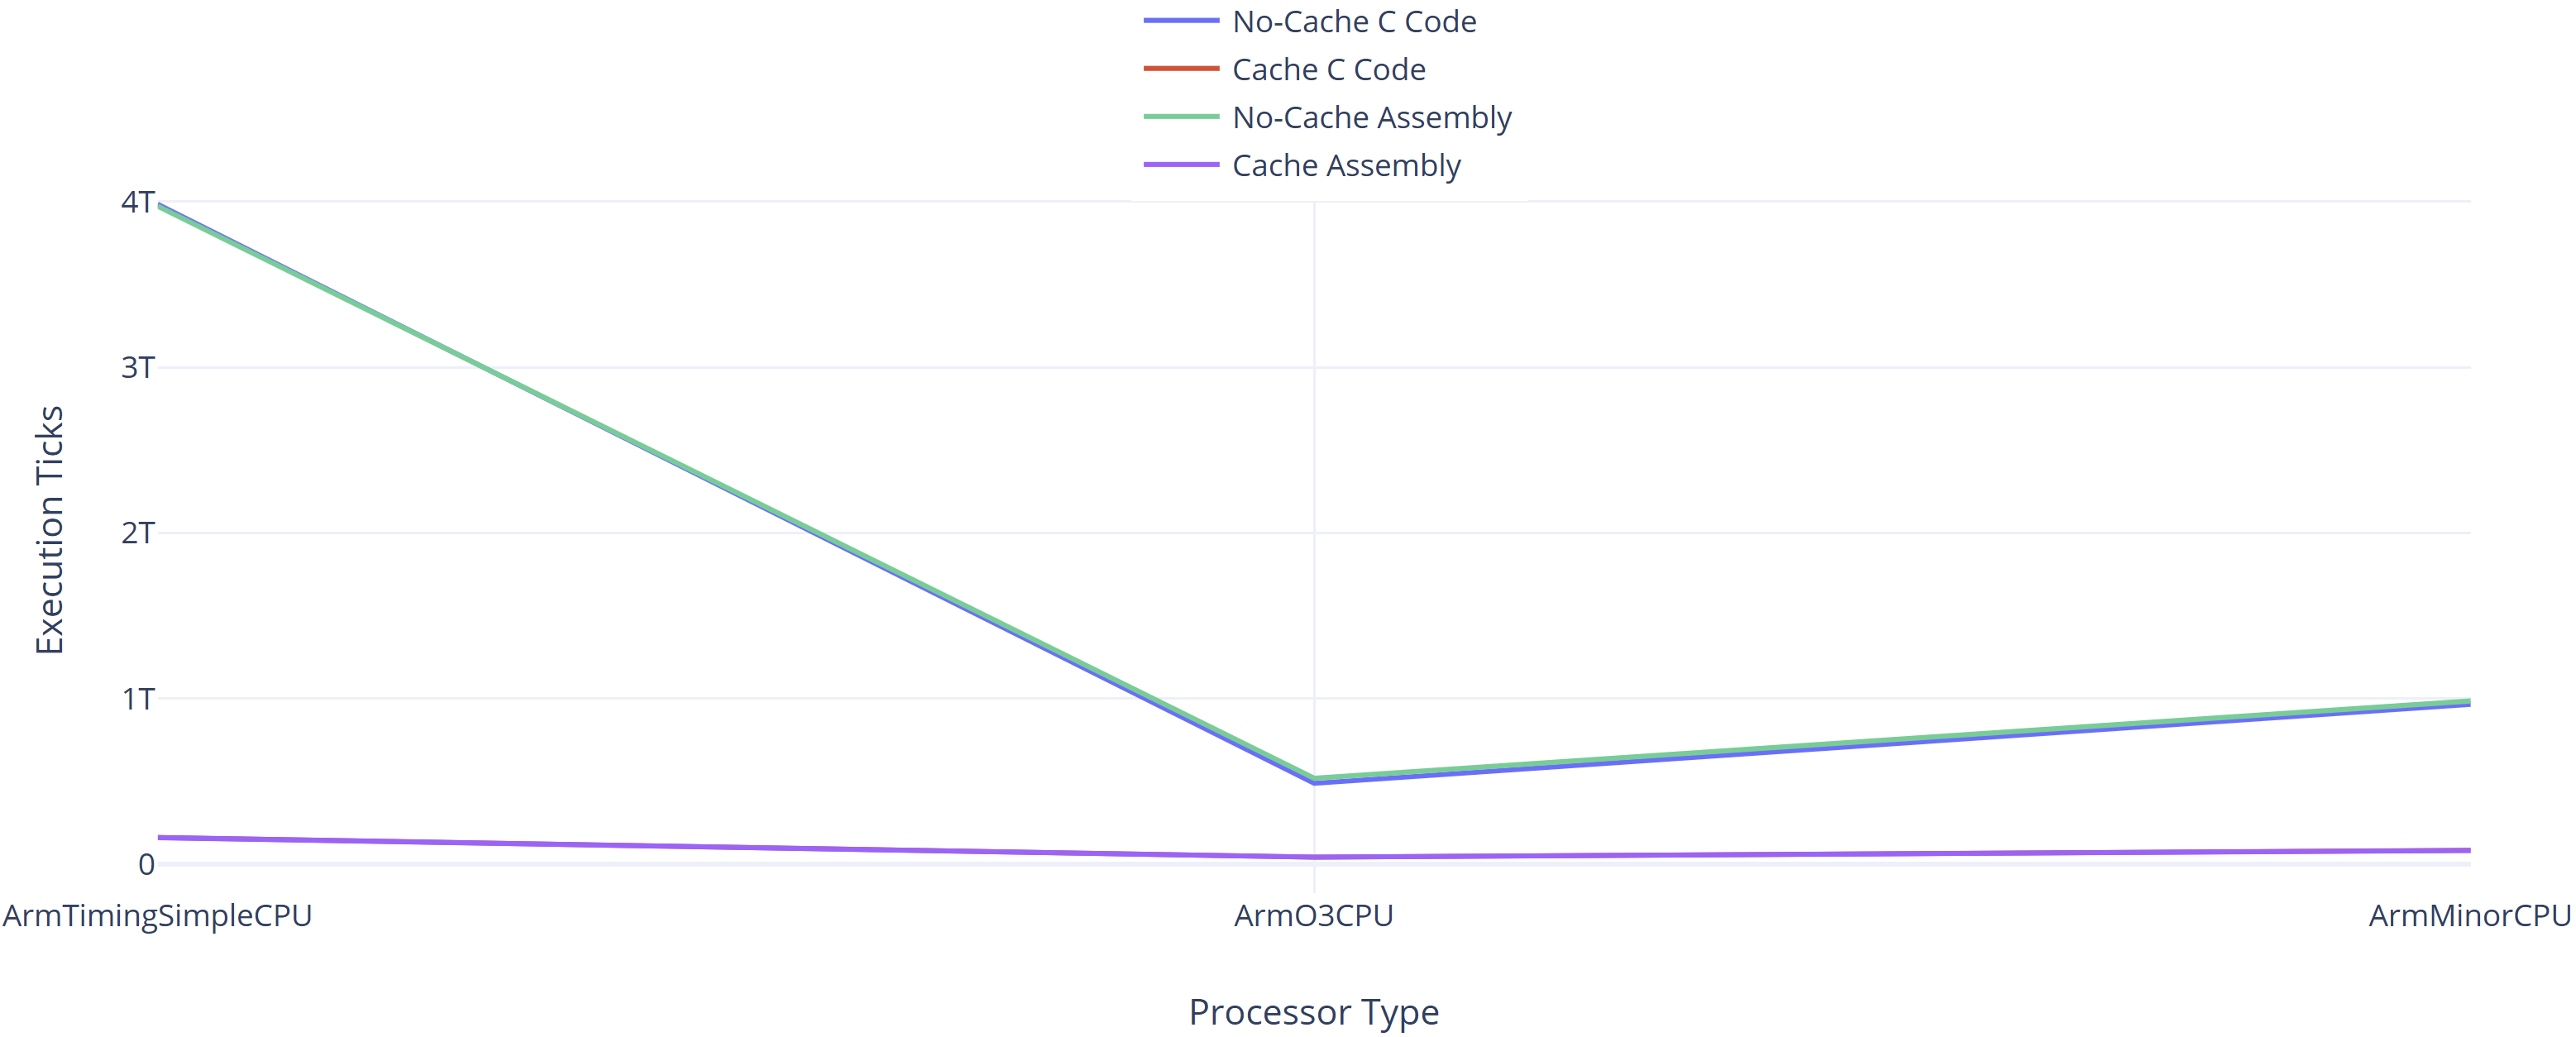 No-Cache C Code
Cache C Code
No-Cache Assembly
Cache Assembly
4T
3T
2T
1T
0
Execution Ticks
ArmTimingSimpleCPU
ArmO3CPU
ArmMinorCPU
Processor Type